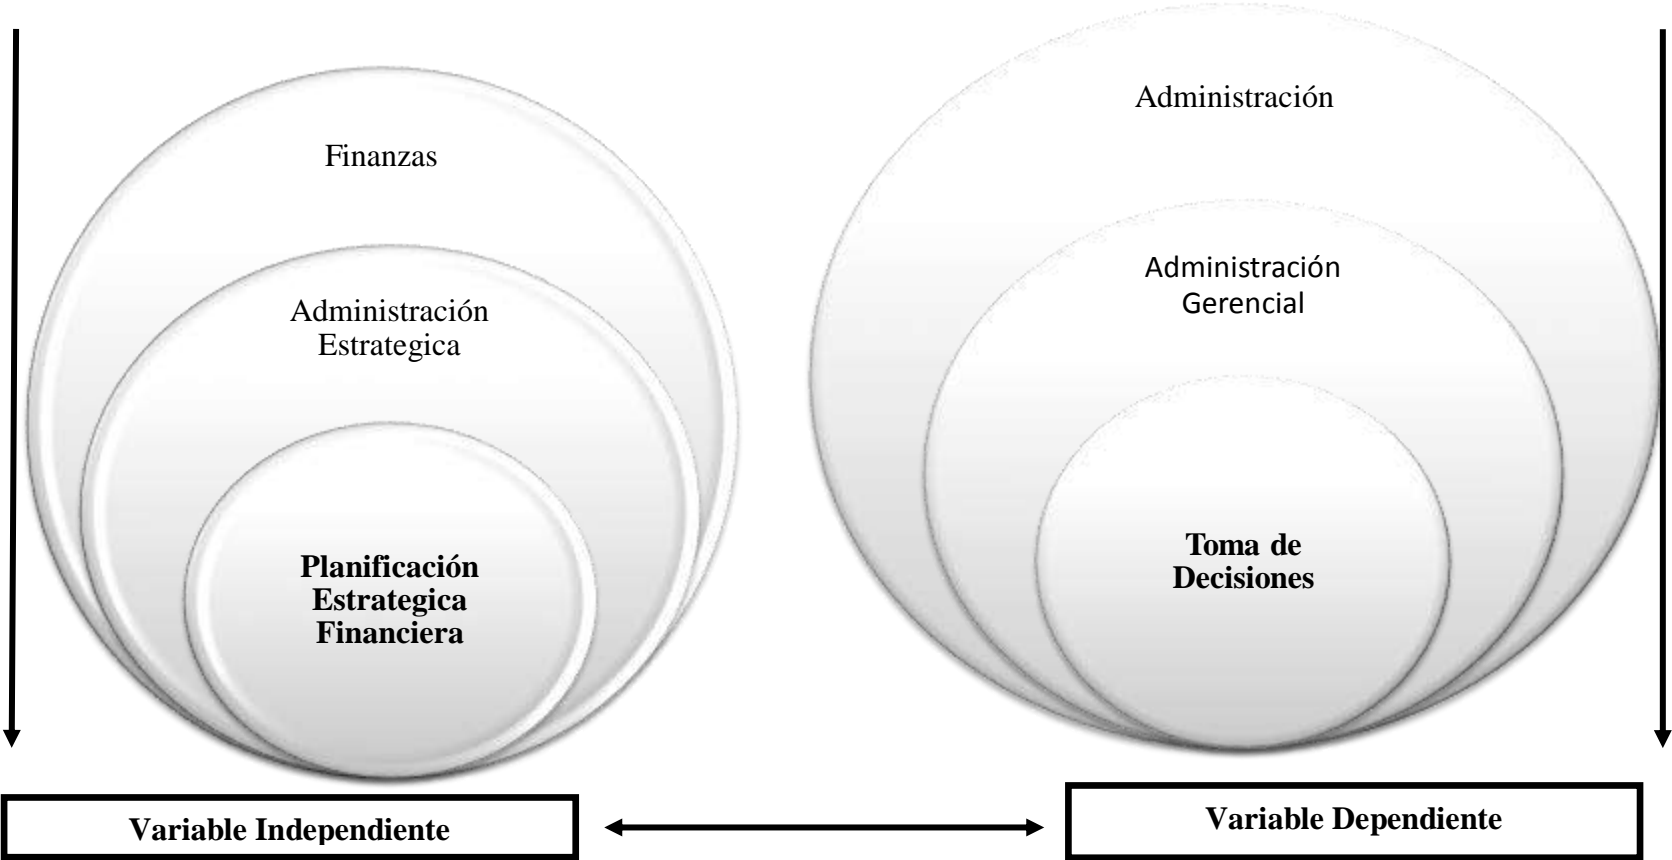 Finanzas
Administración
Estrategica
Planificación
Estrategica
Financiera
Variable Independiente
Administración
Administración
Gerencial
Toma de
Decisiones
Variable Dependiente